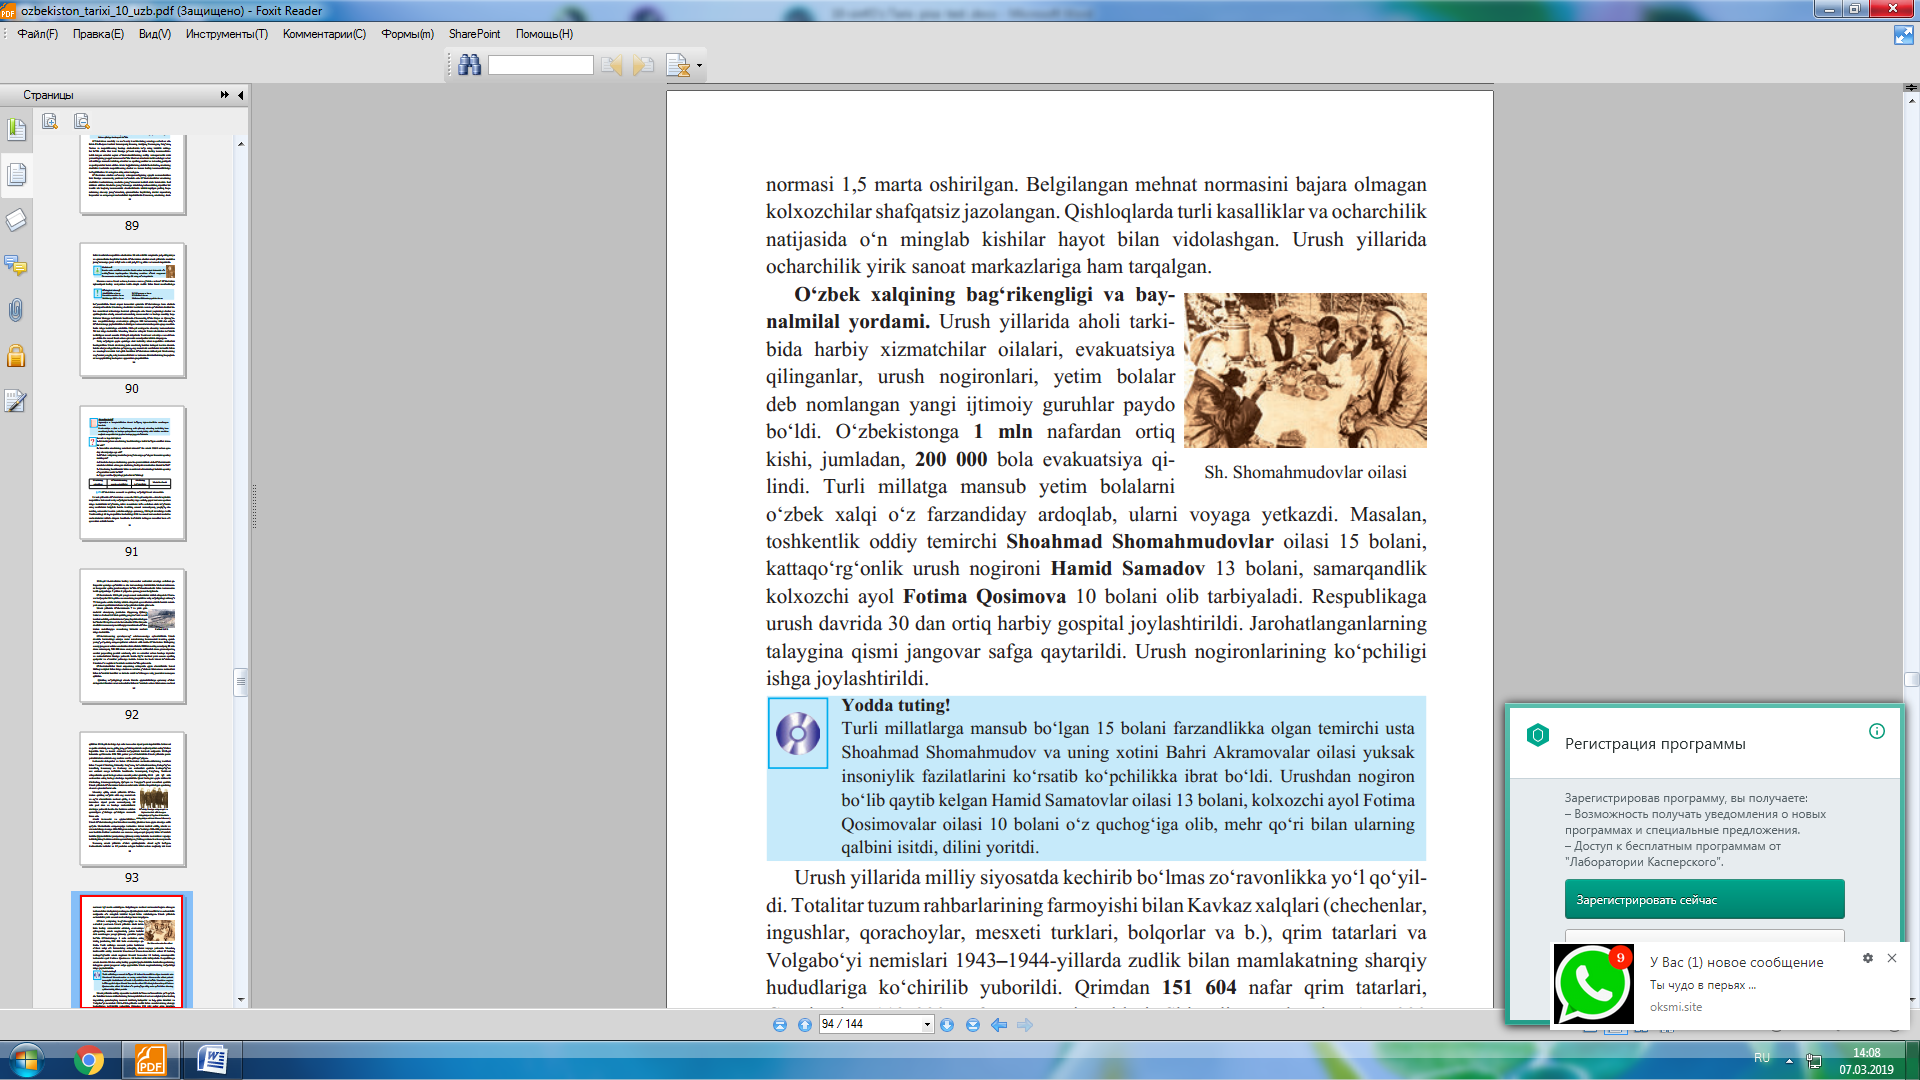 ozbekiston_tarixi_10_uzb.pdf (Защищено) - Foxit Reader
Файл(F) Правка(E) Вид(V) Инструменты(T) Комментарии(C) Формы(m) SharePoint Помощь(H)
Страницы
89
90
91
92
93
normasi 1,5 marta oshirilgan. Belgilangan mehnat normasini bajara olmagan
kolxozchilar shafqatsiz jazolangan. Qishloqlarda turli kasalliklar va ocharchilik
natijasida o‘n minglab kishilar hayot bilan vidolashgan. Urush yillarida
ocharchilik yirik sanoat markazlariga ham tarqalgan.
O‘zbek xalqining bag‘rikengligi va bay-
nalmilal yordami. Urush yillarida aholi tarki-
bida harbiy xizmatchilar oilalari, evakuatsiya
qilinganlar, urush nogironlari, yetim bolalar
deb nomlangan yangi ijtimoiy guruhlar paydo
bo‘ldi. O‘zbekistonga 1 mln nafardan ortiq
kishi, jumladan, 200 000 bola evakuatsiya qi-
lindi. Turli millatga mansub yetim bolalarni
Sh. Shomahmudovlar oilasi
o‘zbek xalqi o‘z farzandiday ardoqlab, ularni voyaga yetkazdi. Masalan,
toshkentlik oddiy temirchi Shoahmad Shomahmudovlar oilasi 15 bolani,
kattaqo‘rg‘onlik urush nogironi Hamid Samadov 13 bolani, samarqandlik
kolxozchi ayol Fotima Qosimova 10 bolani olib tarbiyaladi. Respublikaga
urush davrida 30 dan ortiq harbiy gospital joylashtirildi. Jarohatlanganlarning
talaygina qismi jangovar safga qaytarildi. Urush nogironlarining ko‘pchiligi
ishga joylashtirildi.
Yodda tuting!
Turli millatlarga mansub bo‘lgan 15 bolani farzandlikka olgan temirchi usta
Shoahmad Shomahmudov va uning xotini Bahri Akramovalar oilasi yuksak
insoniylik fazilatlarini ko‘rsatib ko‘pchilikka ibrat bo‘ldi. Urushdan nogiron
bo‘lib qaytib kelgan Hamid Samatovlar oilasi 13 bolani, kolxozchi ayol Fotima
Qosimovalar oilasi 10 bolani o‘z quchog‘iga olib, mehr qo‘ri bilan ularning
qalbini isitdi, dilini yoritdi.
Urush yillarida milliy siyosatda kechirib bo‘lmas zo‘ravonlikka yo‘l qo‘yil-
di. Totalitar tuzum rahbarlarining farmoyishi bilan Kavkaz xalqlari (chechenlar,
ingushlar, qorachoylar, mesxeti turklari, bolqorlar va b.), qrim tatarlari va
Volgabo‘yi nemislari 1943–1944-yillarda zudlik bilan mamlakatning sharqiy
hududlariga ko‘chirilib yuborildi. Qrimdan 151 604 nafar qrim tatarlari,
Регистрация программы
Зарегистрировав программу, вы получаете:
– Возможность получать уведомления о новых
программах и специальные предложения.
– Доступ к бесплатным программам от
"Лаборатории Касперского".
Зарегистрировать сейчас
9
У Вас (1) новое сообщение
Ты чудо в перьях ...
oksmi.site
94 / 144
PDF
RU
14:08
07.03.2019